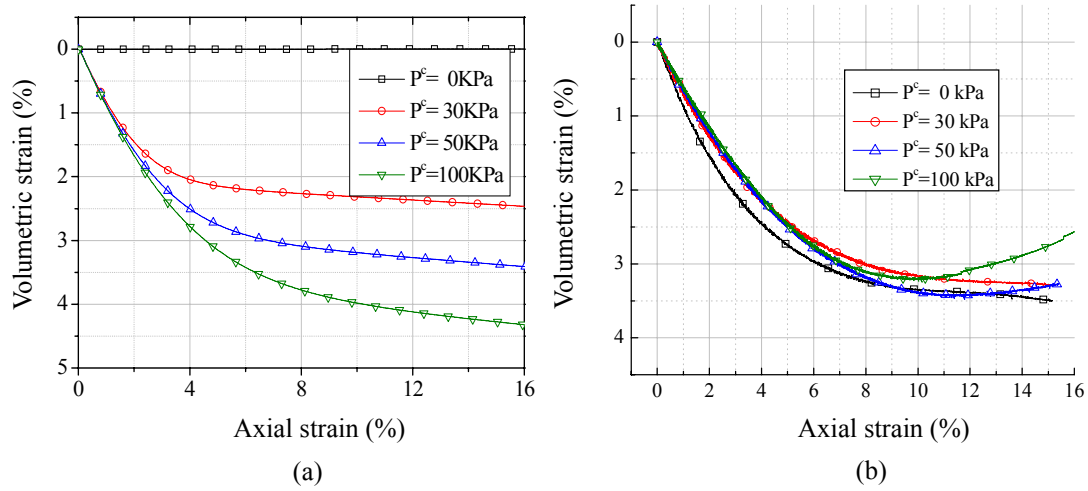 0
1
2
3
4
5
Volumetric strain (%)
P^c= 0KPa
P^c= 30KPa
P^c= 50KPa
P^c=100KPa
0 4 8 12 16
Axial strain (%)
(a)
0
1
2
3
4
Volumetric strain (%)
P^c= 0 kPa
P^c= 30 kPa
P^c= 50 kPa
P^c=100 kPa
0 2 4 6 8 10 12 14 16
Axial strain (%)
(b)